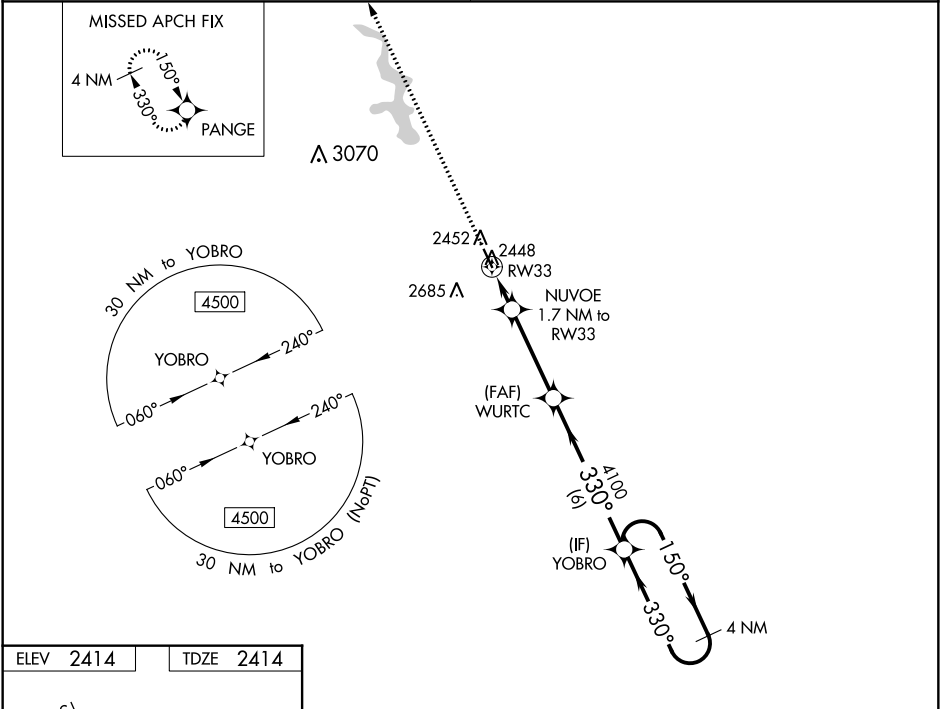 MISSED APCH FIX
4 NM
150°
330°
PANGE
3070
2452
2448
RW33
2685
NUVOE
1.7 NM to
RW33
30 NM to YOBRO
4500
240°
YOBRO
060°
(FAF)
WURTC
240°
YOBRO
060°
4500
30 NM to YOBRO (NoPT)
4100
330°
(6)
(IF)
YOBRO
150°
330°
4 NM
ELEV 2414
TDZE 2414